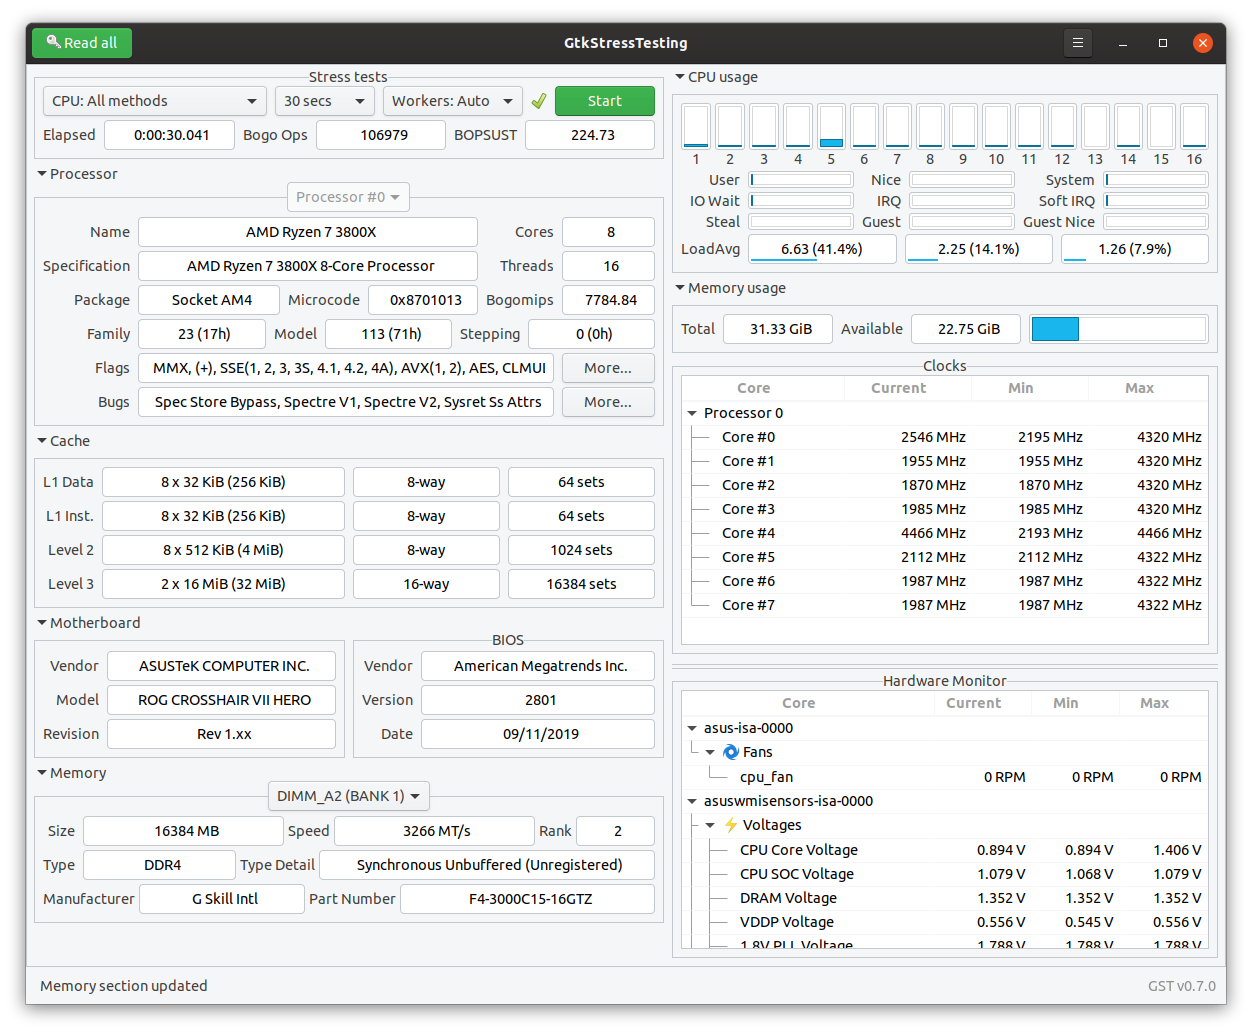 Read all
GtkStressTesting
Stress tests
CPU: All methods 30 secs Workers: Auto Start
Elapsed 0:00:30.041 Bogo Ops 106979 BOPSUST 224.73
Processor
Processor #0
Name AMD Ryzen 7 3800X Cores 8
Specification AMD Ryzen 7 3800X 8-Core Processor Threads 16
Package Socket AM4 Microcode 0x8701013 Bogomips 7784.84
Family 23 (17h) Model 113 (71h) Stepping 0 (0h)
Flags MMX, (+), SSE(1, 2, 3, 3S, 4.1, 4.2, 4A), AVX(1, 2), AES, CLMUL More...
Bugs Spec Store Bypass, Spectre V1, Spectre V2, Sysret Ss Attrs More...
Cache
L1 Data 8 x 32 KiB (256 KiB) 8-way 64 sets
L1 Inst. 8 x 32 KiB (256 KiB) 8-way 64 sets
Level 2 8 x 512 KiB (4 MiB) 8-way 1024 sets
Level 3 2 x 16 MiB (32 MiB) 16-way 16384 sets
Motherboard
Vendor ASUSTeK COMPUTER INC.
Model ROG CROSSHAIR VII HERO
Revision Rev 1.xx
BIOS
Vendor American Megatrends Inc.
Version 2801
Date 09/11/2019
Memory
DIMM_A2 (BANK 1)
Size 16384 MB Speed 3266 MT/s Rank 2
Type DDR4 Type Detail Synchronous Unbuffered (Unregistered)
Manufacturer G Skill Intl Part Number F4-3000C15-16GTZ
CPU usage
1 2 3 4 5 6 7 8 9 10 11 12 13 14 15 16
User Nice System
IO Wait IRQ Soft IRQ
Steal Guest Guest Nice
LoadAvg 6.63 (41.4%) 2.25 (14.1%) 1.26 (7.9%)
Memory usage
Total 31.33 GiB Available 22.75 GiB
Clocks
Core Current Min Max
Processor 0
Core #0 2546 MHz 2195 MHz 4320 MHz
Core #1 1955 MHz 1955 MHz 4320 MHz
Core #2 1870 MHz 1870 MHz 4320 MHz
Core #3 1985 MHz 1985 MHz 4320 MHz
Core #4 4466 MHz 2193 MHz 4466 MHz
Core #5 2112 MHz 2112 MHz 4322 MHz
Core #6 1987 MHz 1987 MHz 4322 MHz
Core #7 1987 MHz 1987 MHz 4322 MHz
Hardware Monitor
Core Current Min Max
asus-isa-0000
Fans
cpu_fan 0 RPM 0 RPM 0 RPM
asuswmisensors-isa-0000
Voltages
CPU Core Voltage 0.894 V 0.894 V 1.406 V
CPU SOC Voltage 1.079 V 1.068 V 1.079 V
DRAM Voltage 1.352 V 1.352 V 1.352 V
VDDP Voltage 0.556 V 0.545 V 0.556 V
1.8V PLL Voltage 1.788 V 1.788 V 1.788 V
Memory section updated
GST v0.7.0